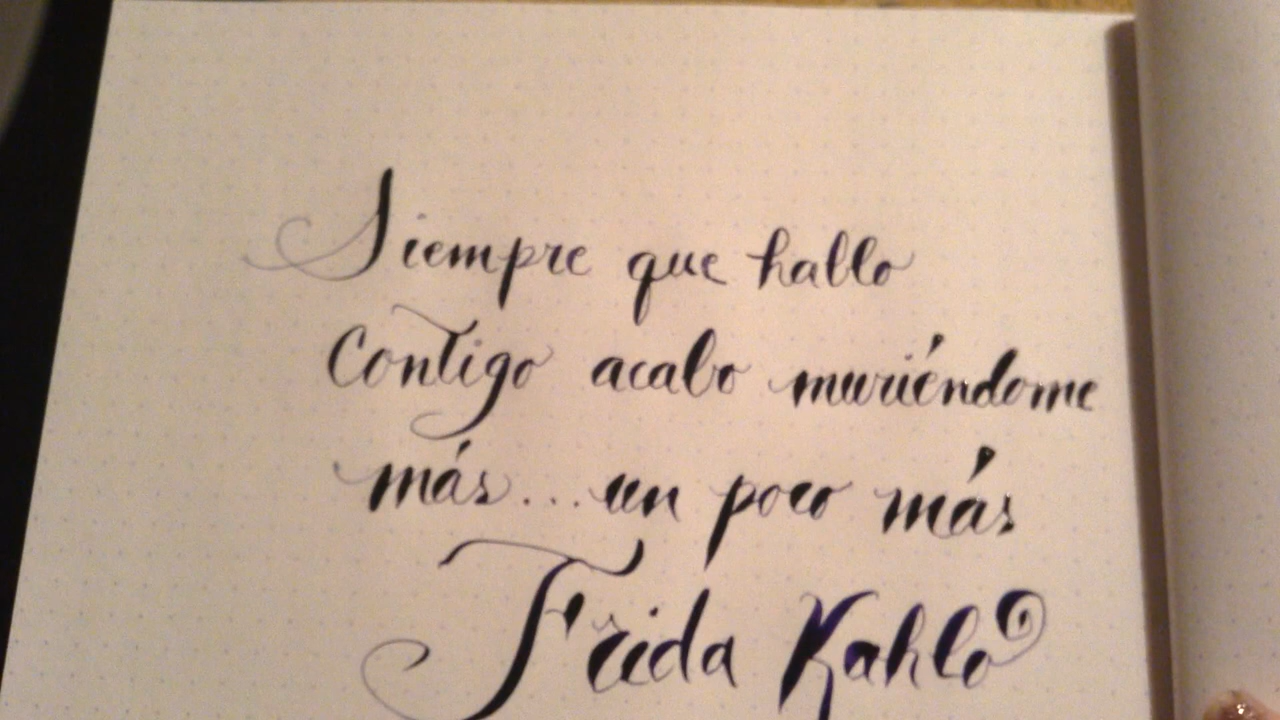 Siempre que hallo
Contigo acabo muriéndome
más... un poco más
Frida Kahlo